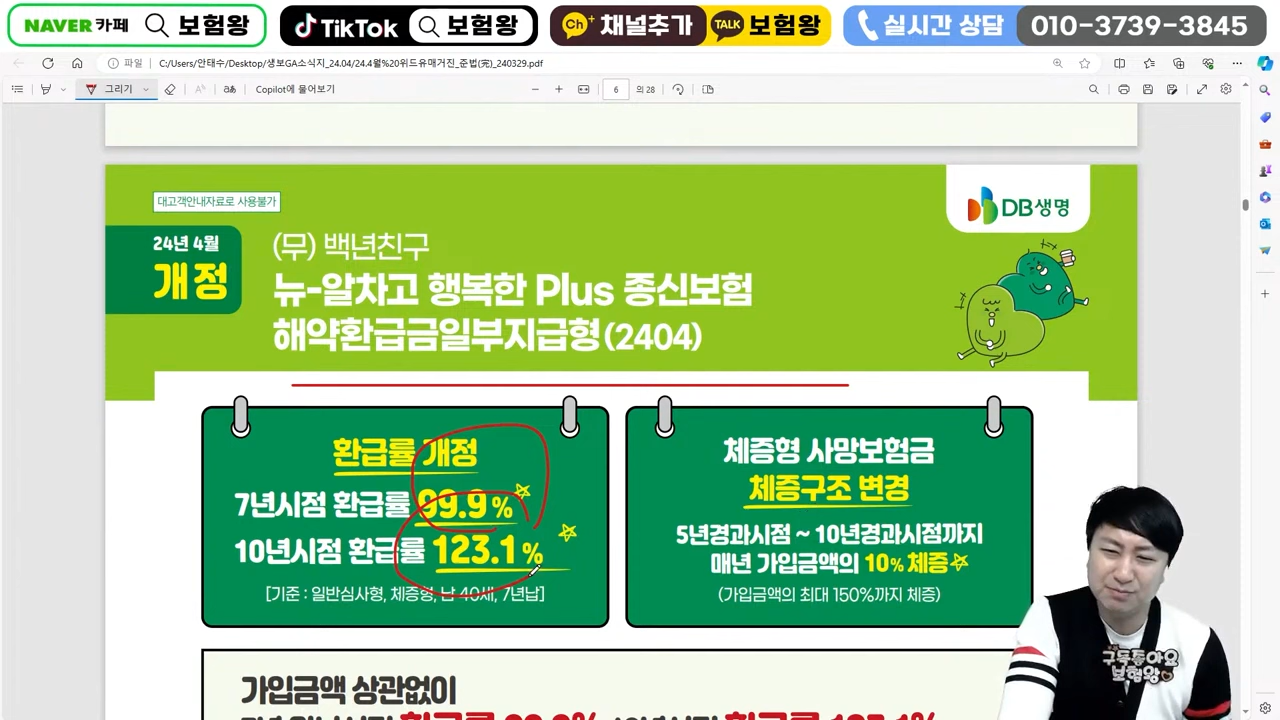 NAVER 카페 보험왕
TikTok 보험왕
Ch+ 채널추가 TALK 보험왕
실시간 상담 010-3739-3845
파일 C:/Users/안태수/Desktop/생보GA소식지_24.04/24.4월%20위드유매거진_준법(完)_240329.pdf
그리기 가あ Copilot에 물어보기
6 의 28
대고객안내자료로 사용불가
DB생명
24년 4월
개정
(무) 백년친구
뉴-알차고 행복한 Plus 종신보험
해약환급금일부지급형(2404)
환급률 개정
7년시점 환급률 99.9%
10년시점 환급률 123.1%
[기준 : 일반심사형, 체증형, 남 40세, 7년납]
체증형 사망보험금
체증구조 변경
5년경과시점 ~ 10년경과시점까지
매년 가입금액의 10% 체증
(가입금액의 최대 150%까지 체증)
구독좋아요
보험왕
가입금액 상관없이